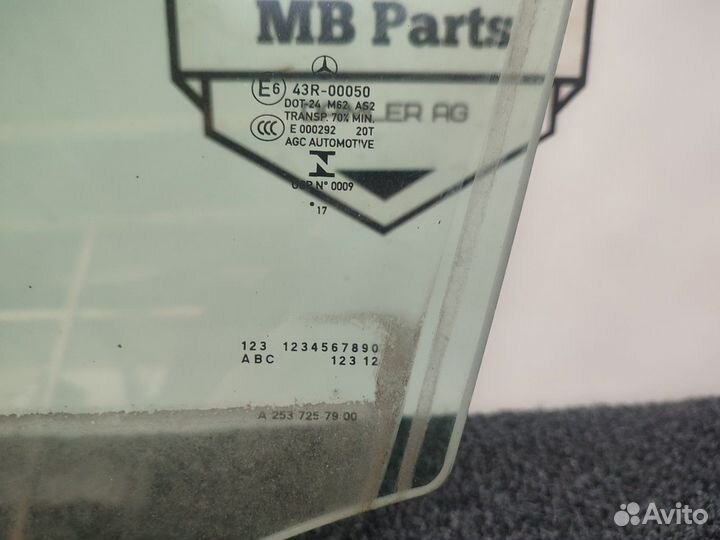 MB Parts
E6 43R-00050
DOT-24 M62 AS2
TRANSP. 70% MIN.
CCC E 000292 20T
AGC AUTOMOTIVE
AG
N° 0009
17
123 1234567890
ABC 123 12
A 253 725 79 00
Avito